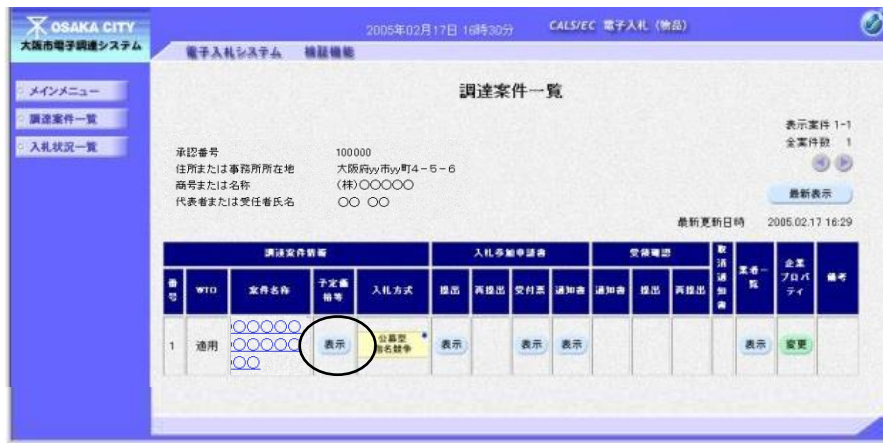 OSAKA CITY
大阪市電子調達システム
2005年02月17日 16時30分
CALS/EC 電子入札(物品)
電子入札システム 検証機能
メインメニュー
調達案件一覧
入札状況一覧
調達案件一覧
表示案件 1-1
全案件数 1
承認番号 100000
住所または事務所所在地 大阪府yy市yy町4-5-6
商号または名称 (株)○○○○○
代表者または受任者氏名 ○○ ○○
最新表示
最新更新日時 2005.02.17 16:29
調達案件情報 入札参加申請書 受領確認 取消通知書 業者一覧 企業プロパティ 備考
番号 WTO 案件名称 予定価格等 入札方式 提出 再提出 受付票 通知書 通知書 提出 再提出
1 適用 ○○○○○ 表示 公募型 表示 表示 表示 表示 変更
○○○○○ 指名競争
○○○